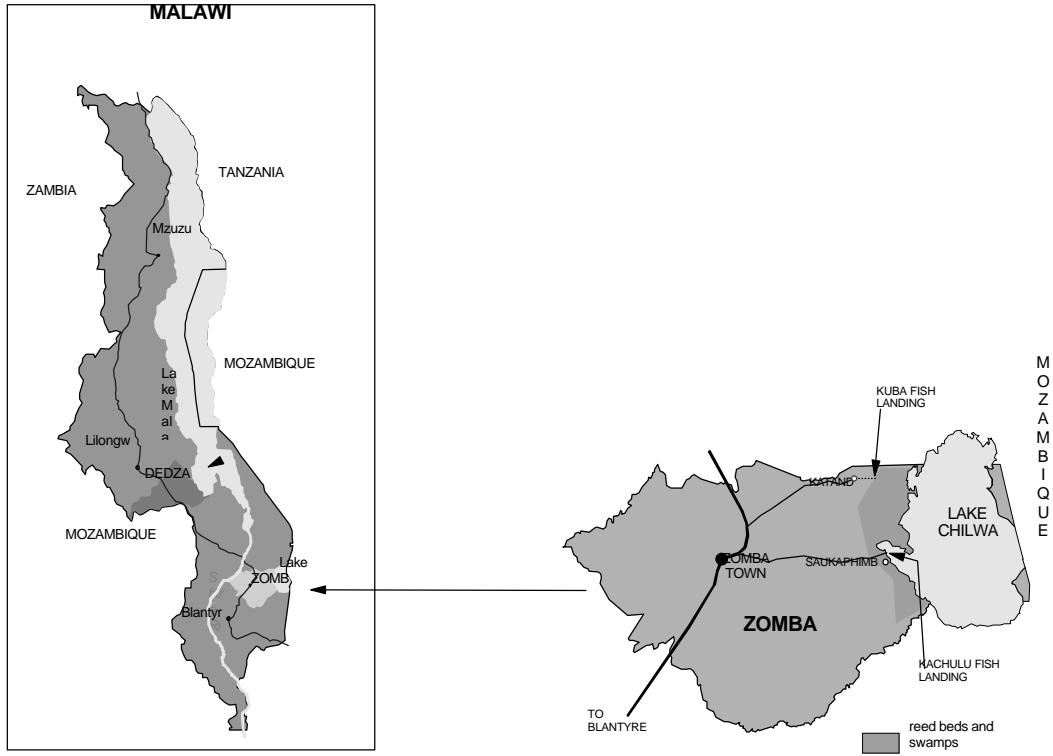 MALAWI
TANZANIA
ZAMBIA
Mzuzu
MOZAMBIQUE
La
ke
M
al
a
Lilongw
DEDZA
MOZAMBIQUE
Lake
ZOMB
Blantyr
KUBA FISH
LANDING
M
O
Z
A
M
B
I
Q
U
E
KATAND
LAKE
CHILWA
ZOMBA
TOWN
SAUKAPHIMB
ZOMBA
KACHULU FISH
LANDING
TO
BLANTYRE
reed beds and
swamps